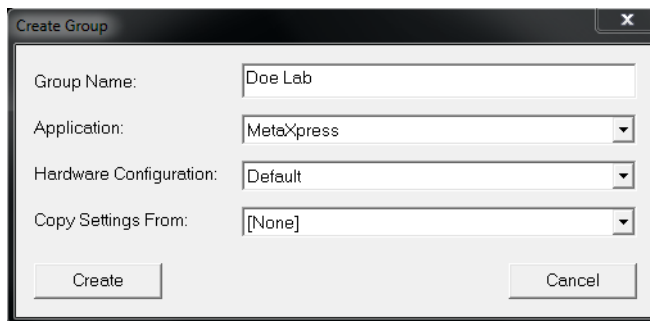 Create Group
Group Name: Doe Lab
Application: MetaXpress
Hardware Configuration: Default
Copy Settings From: [None]
Create Cancel